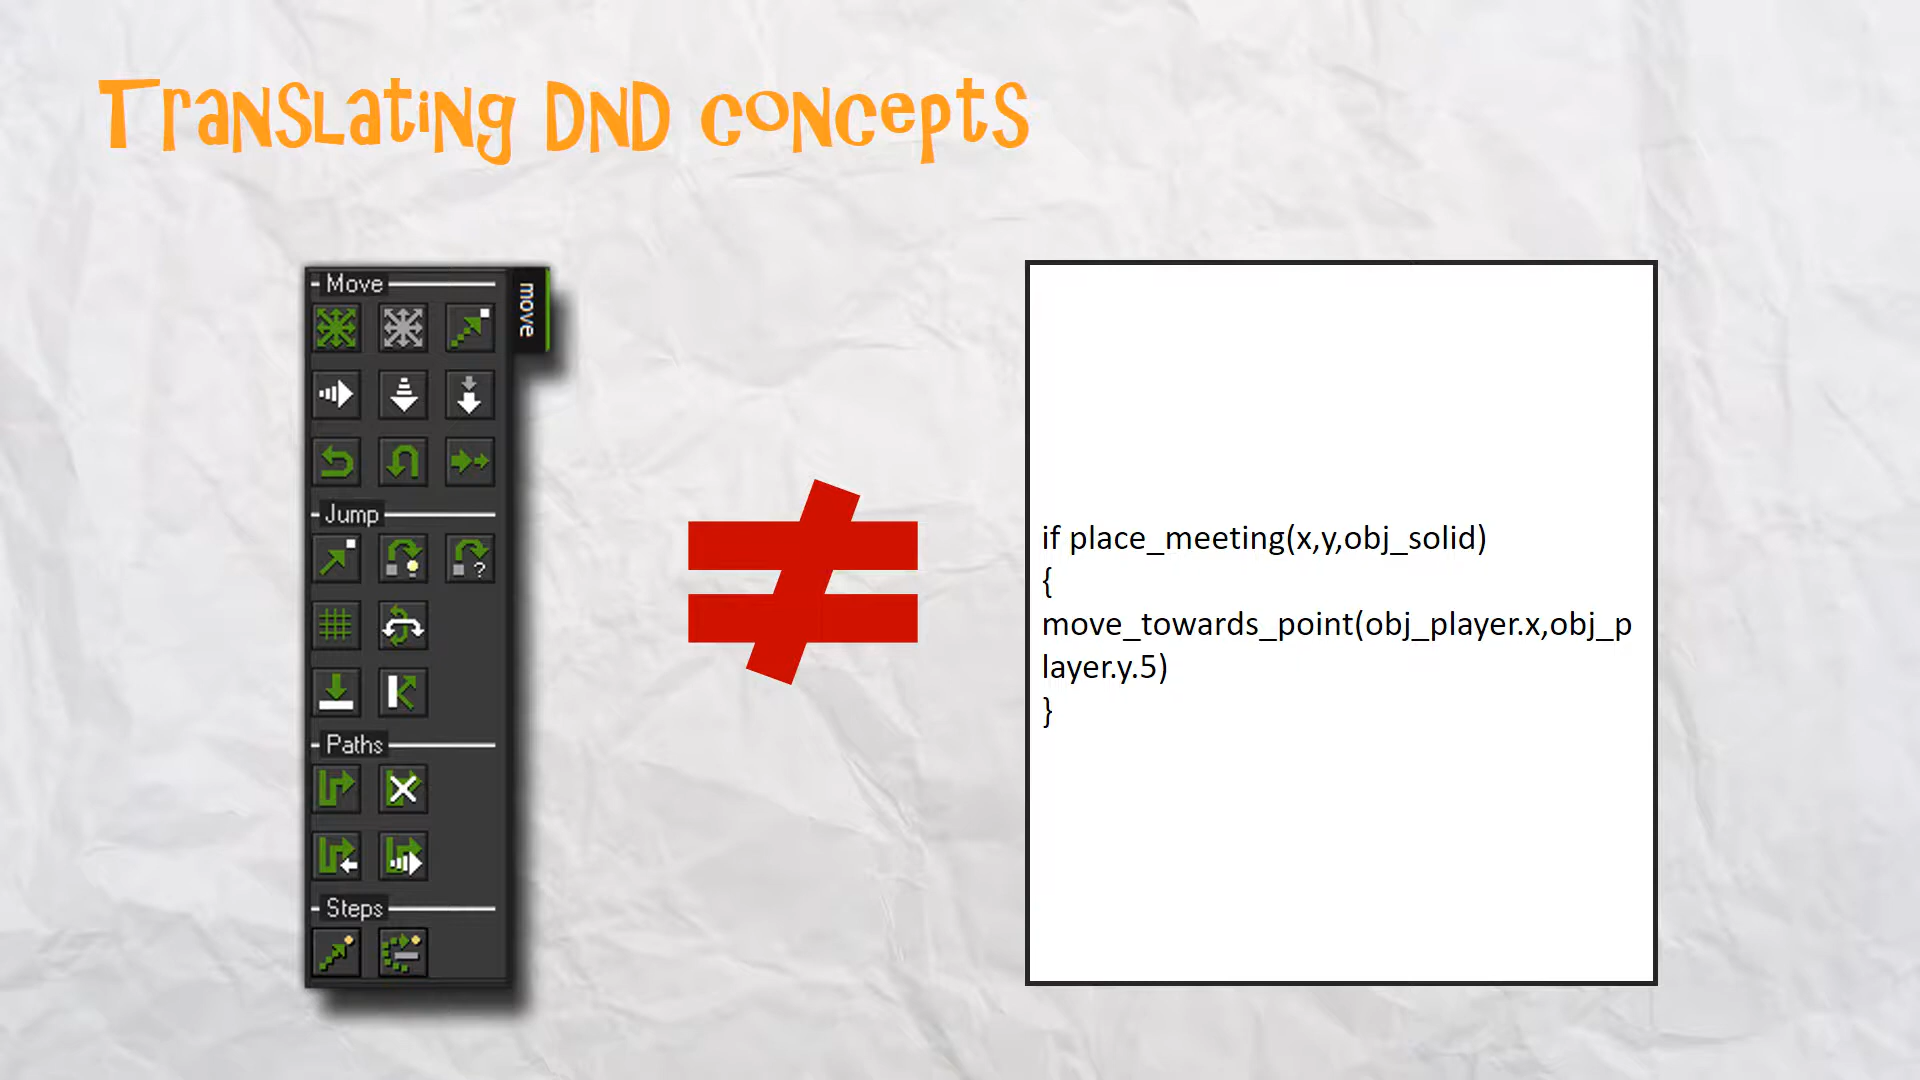 Translating DND concepts
Move
move
Jump
?
Paths
Steps
if place_meeting(x,y,obj_solid)
{
move_towards_point(obj_player.x,obj_p
layer.y.5)
}